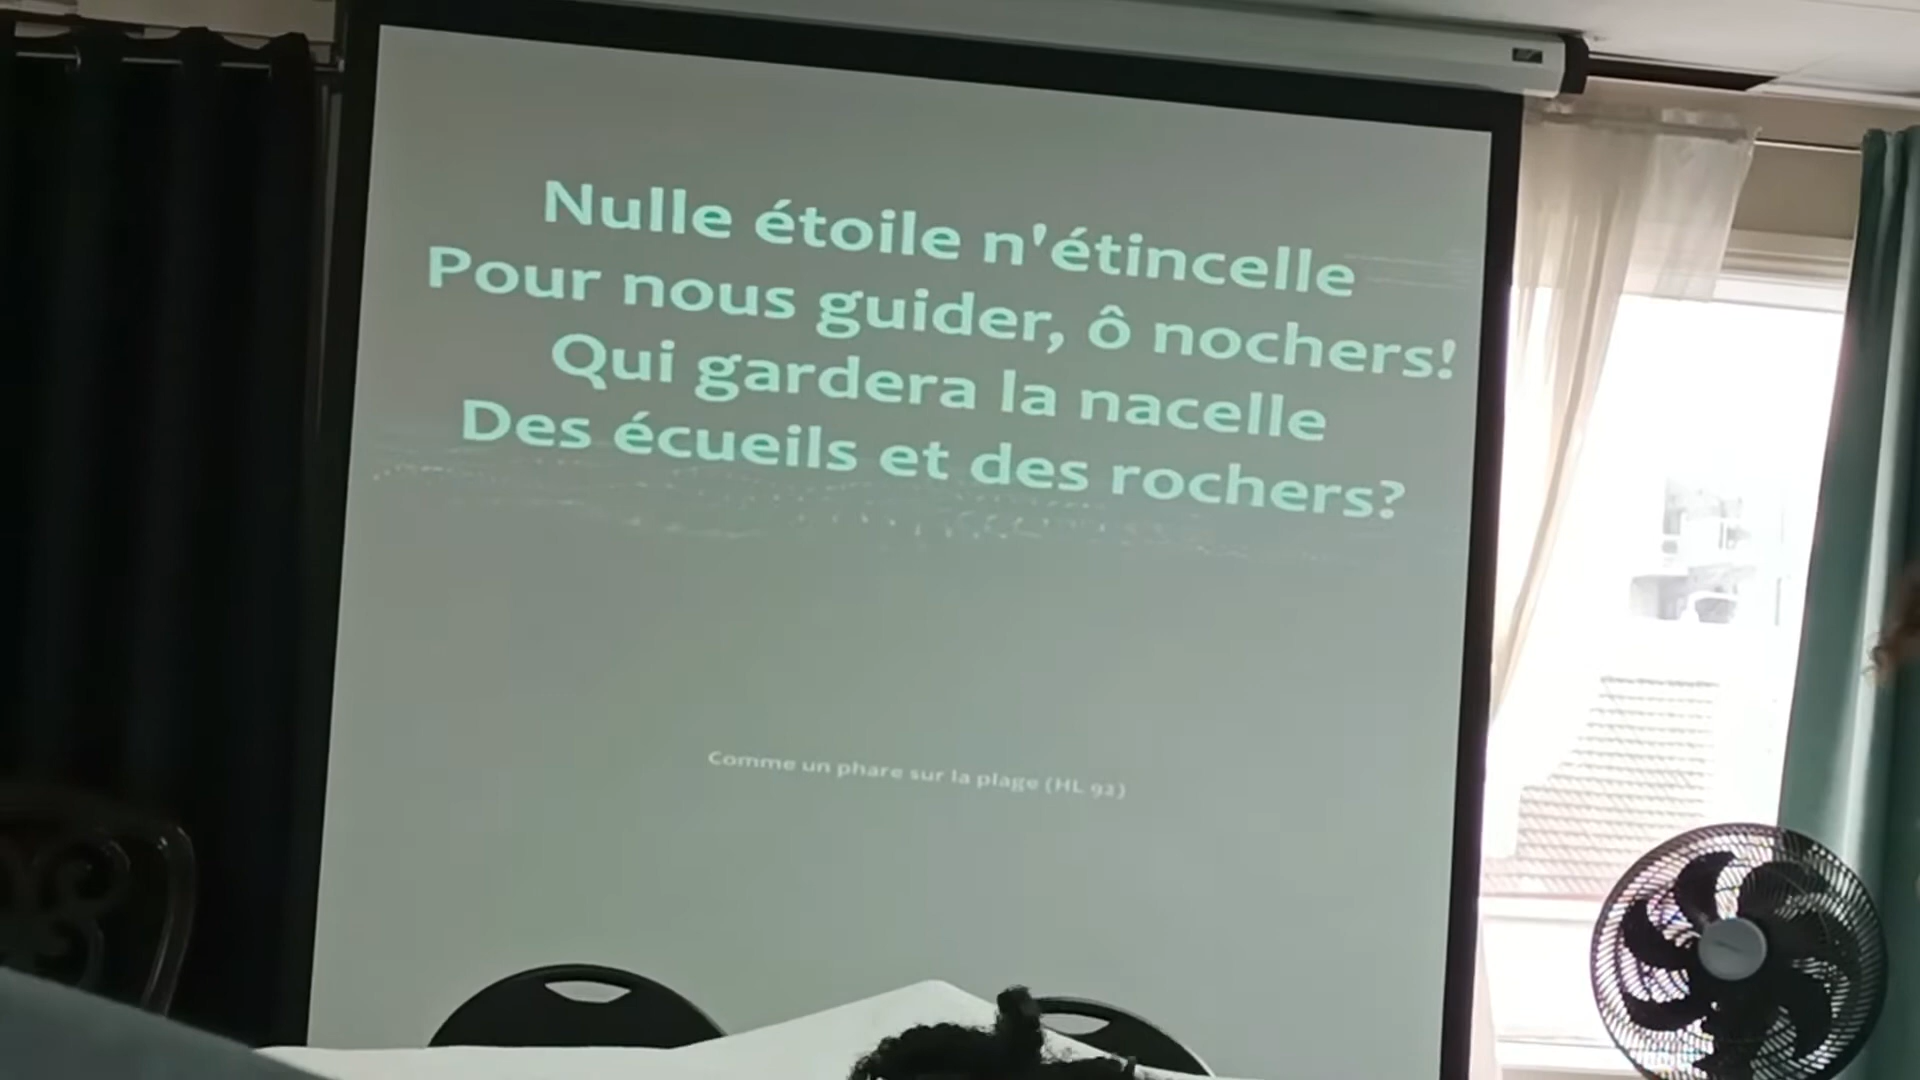 Nulle étoile n'étincelle
Pour nous guider, ô nochers!
Qui gardera la nacelle
Des écueils et des rochers?
Comme un phare sur la plage (HL 92)